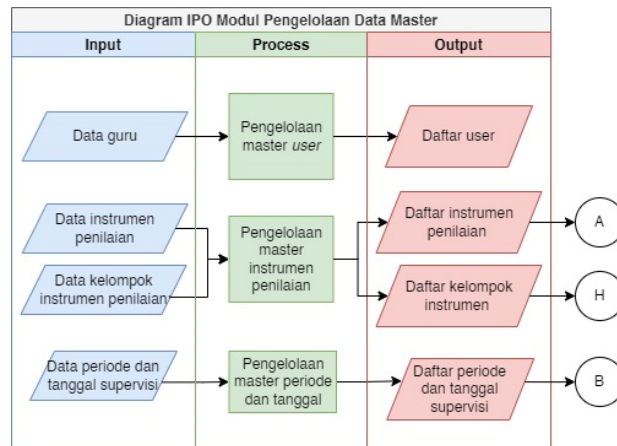 Diagram IPO Modul Pengelolaan Data Master
Input
Process
Output
Data guru
Pengelolaan
master user
Daftar user
Data instrumen
penilaian
Data kelompok
instrumen penilaian
Pengelolaan
master
instrumen
penilaian
Daftar instrumen
penilaian
A
Daftar kelompok
instrumen
H
Data periode dan
tanggal supervisi
Pengelolaan
master periode
dan tanggal
Daftar periode
dan tanggal
supervisi
B